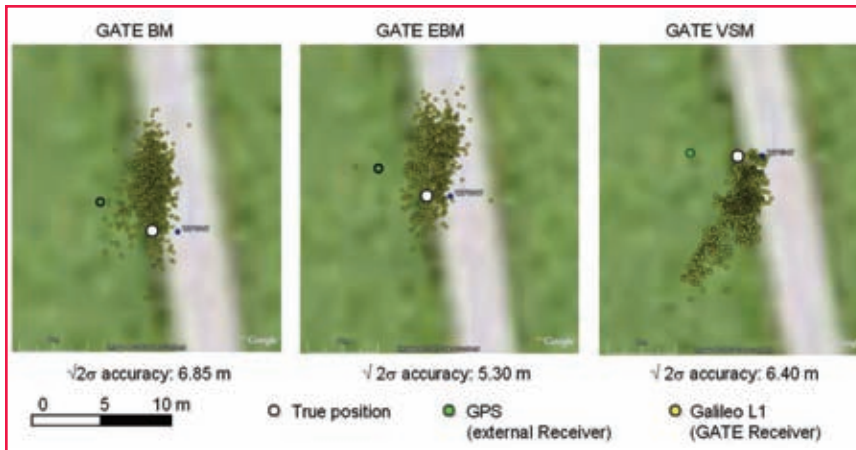 GATE BM GATE EBM GATE VSM
Google
√2σ accuracy: 6.85 m √ 2σ accuracy: 5.30 m √ 2σ accuracy: 6.40 m
0 5 10 m
True position GPS Galileo L1
(external Receiver) (GATE Receiver)